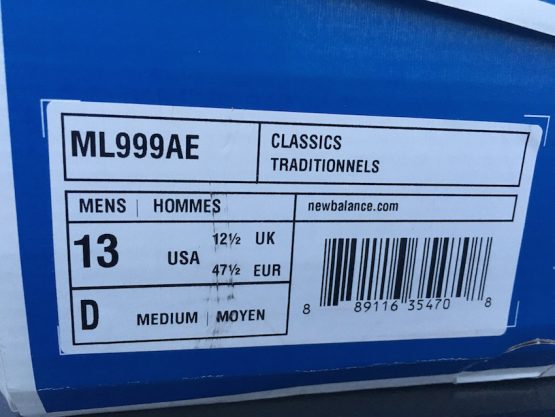 ML999AE
CLASSICS
TRADITIONNELS
MENS | HOMMES
newbalance.com
13 USA 12½ UK
47½ EUR
D MEDIUM | MOYEN
8 89116 35470 8